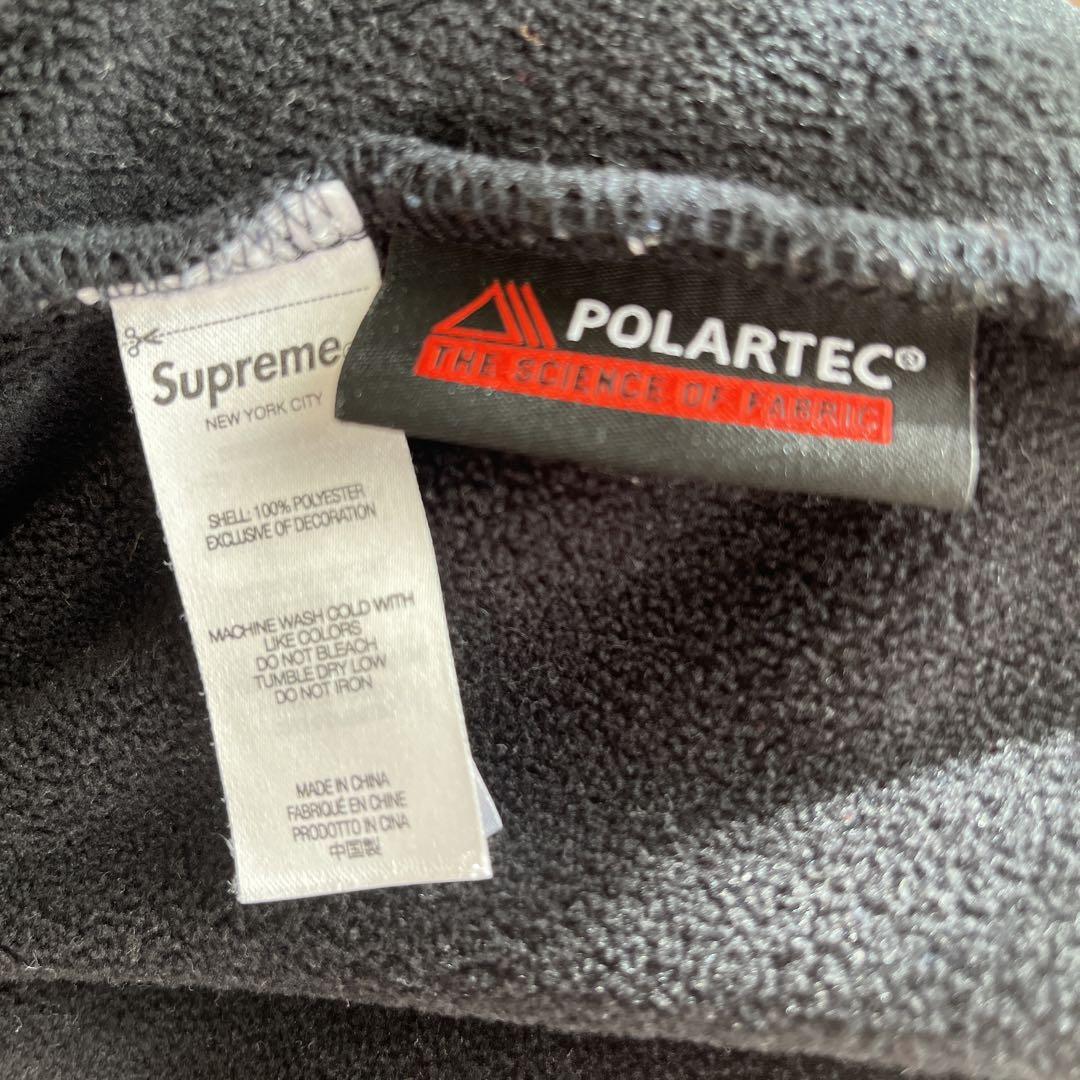 Supreme
NEW YORK CITY
SHELL: 100% POLYESTER
EXCLUSIVE OF DECORATION
MACHINE WASH COLD WITH
LIKE COLORS
DO NOT BLEACH
TUMBLE DRY LOW
DO NOT IRON
MADE IN CHINA
FABRIQUÉ EN CHINE
PRODOTTO IN CINA
中国製
POLARTEC®
THE SCIENCE OF FABRIC